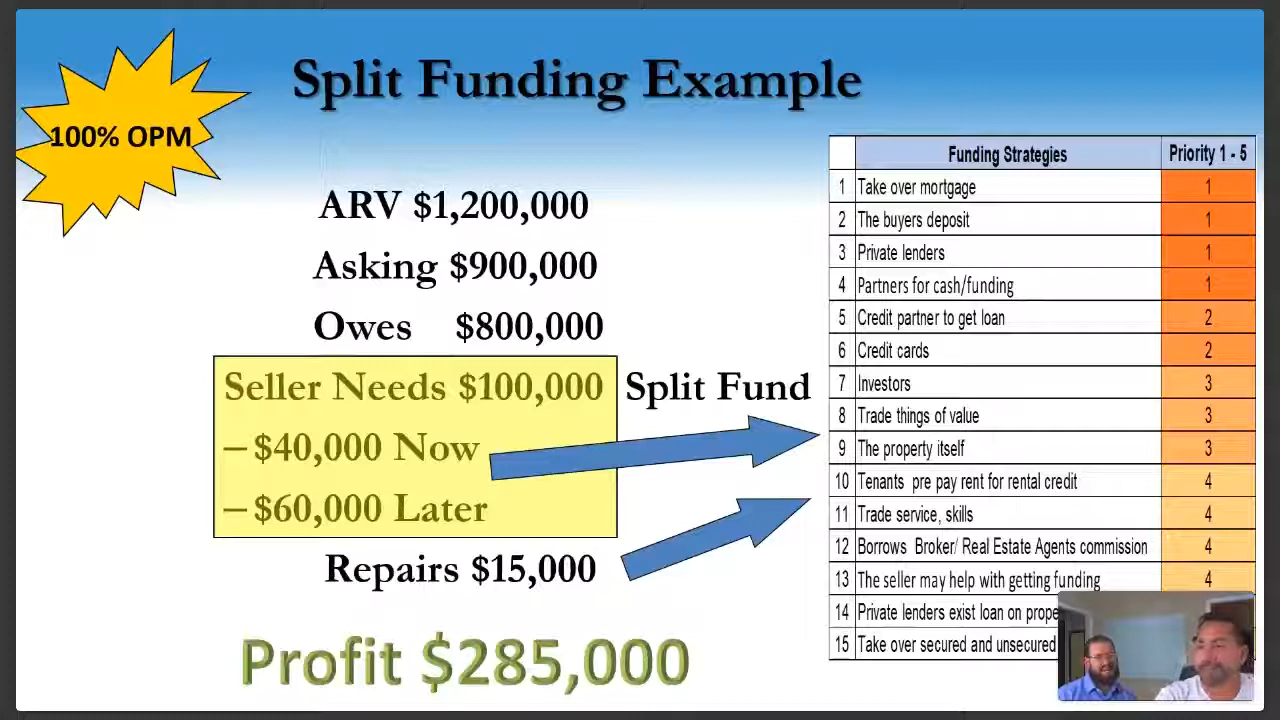 Split Funding Example
100% OPM
ARV $1,200,000
Asking $900,000
Owes $800,000
Seller Needs $100,000 Split Fund
– $40,000 Now
– $60,000 Later
Repairs $15,000
Profit $285,000
Funding Strategies Priority 1 - 5
1 Take over mortgage 1
2 The buyers deposit 1
3 Private lenders 1
4 Partners for cash/funding 1
5 Credit partner to get loan 2
6 Credit cards 2
7 Investors 3
8 Trade things of value 3
9 The property itself 3
10 Tenants pre pay rent for rental credit 4
11 Trade service, skills 4
12 Borrows Broker/ Real Estate Agents commission 4
13 The seller may help with getting funding 4
14 Private lenders exist loan on
15 Take over secured and unsecured